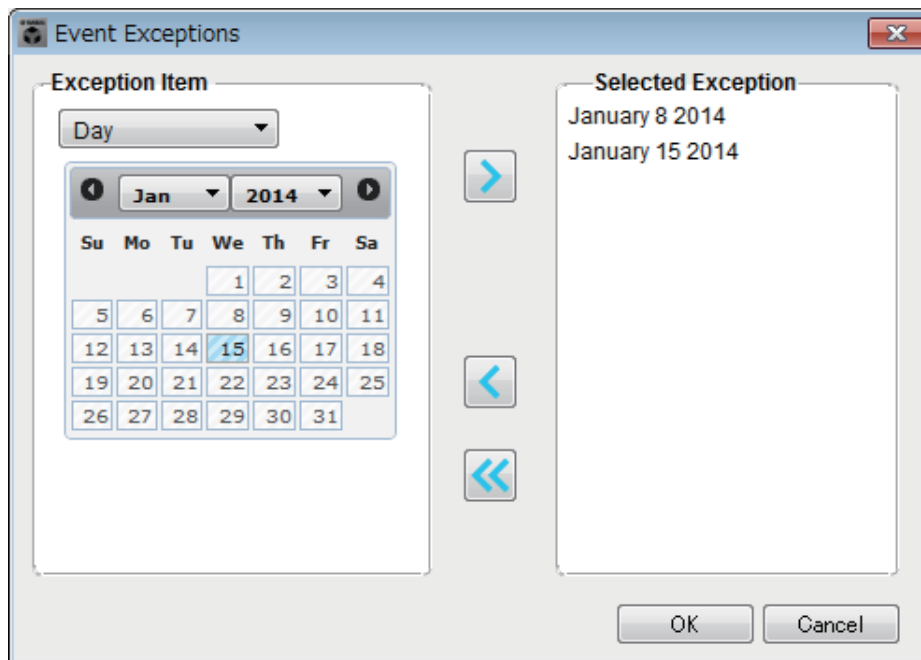 Event Exceptions
Exception Item
Day
Jan 2014
Su Mo Tu We Th Fr Sa
1 2 3 4
5 6 7 8 9 10 11
12 13 14 15 16 17 18
19 20 21 22 23 24 25
26 27 28 29 30 31
Selected Exception
January 8 2014
January 15 2014
OK Cancel